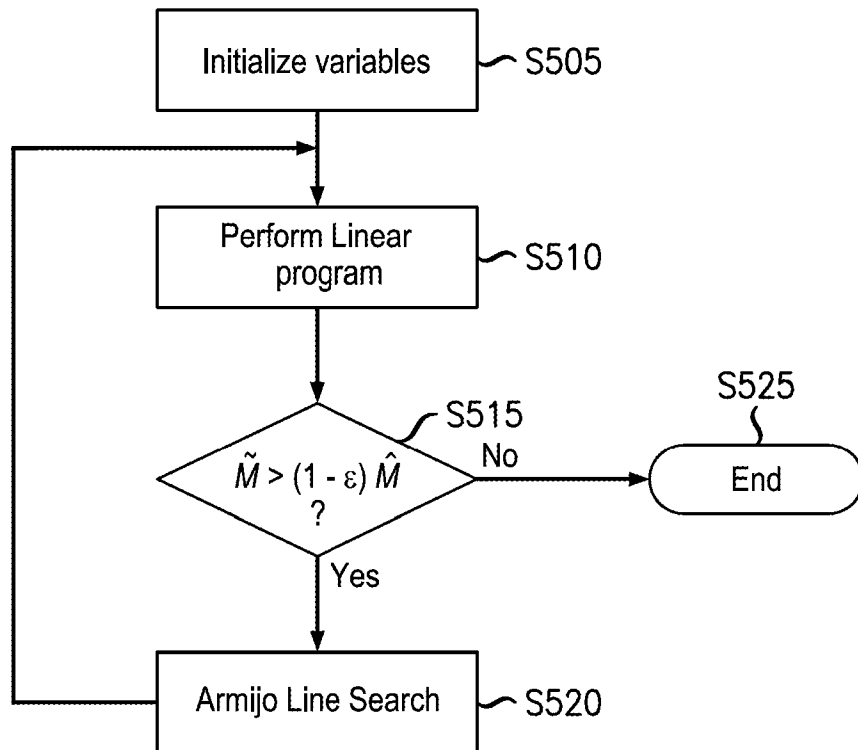 Initialize variables
S505
Perform Linear
program
S510
S515
M̃ > (1 - ε) M̂
?
No
S525
End
Yes
Armijo Line Search
S520